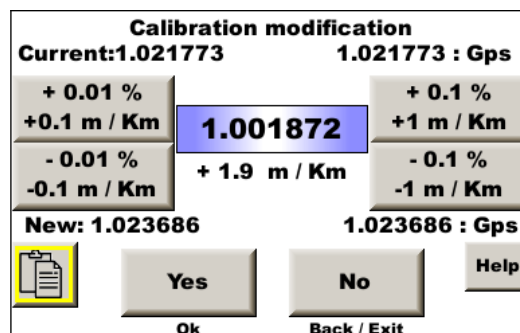 Calibration modification
Current:1.021773 1.021773 : Gps
+ 0.01 %
+0.1 m / Km
+ 0.1 %
+1 m / Km
1.001872
+ 1.9 m / Km
- 0.01 %
-0.1 m / Km
- 0.1 %
-1 m / Km
New: 1.023686 1.023686 : Gps
Yes
No
Help
Ok
Back / Exit